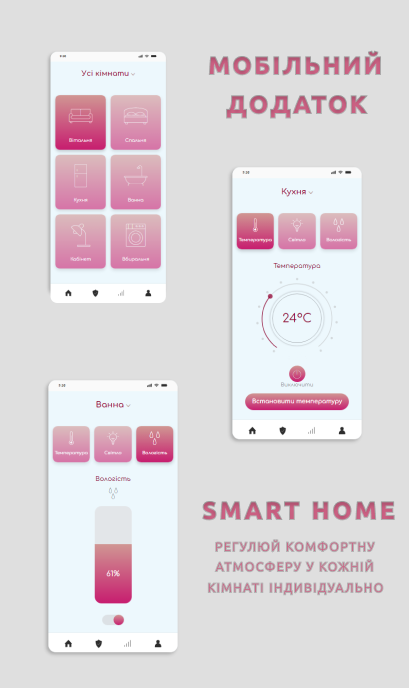 МОБІЛЬНИЙ
ДОДАТОК
Усі кімнати
Вітальня
Спальня
Кухня
Ванна
Кабінет
Вбиральня
Кухня
Температура
Світло
Вологість
Температура
24°C
Вимкнути
Встановити температуру
Ванна
Температура
Світло
Вологість
Вологість
61%
SMART HOME
РЕГУЛЮЙ КОМФОРТНУ
АТМОСФЕРУ У КОЖНІЙ
КІМНАТІ ІНДИВІДУАЛЬНО